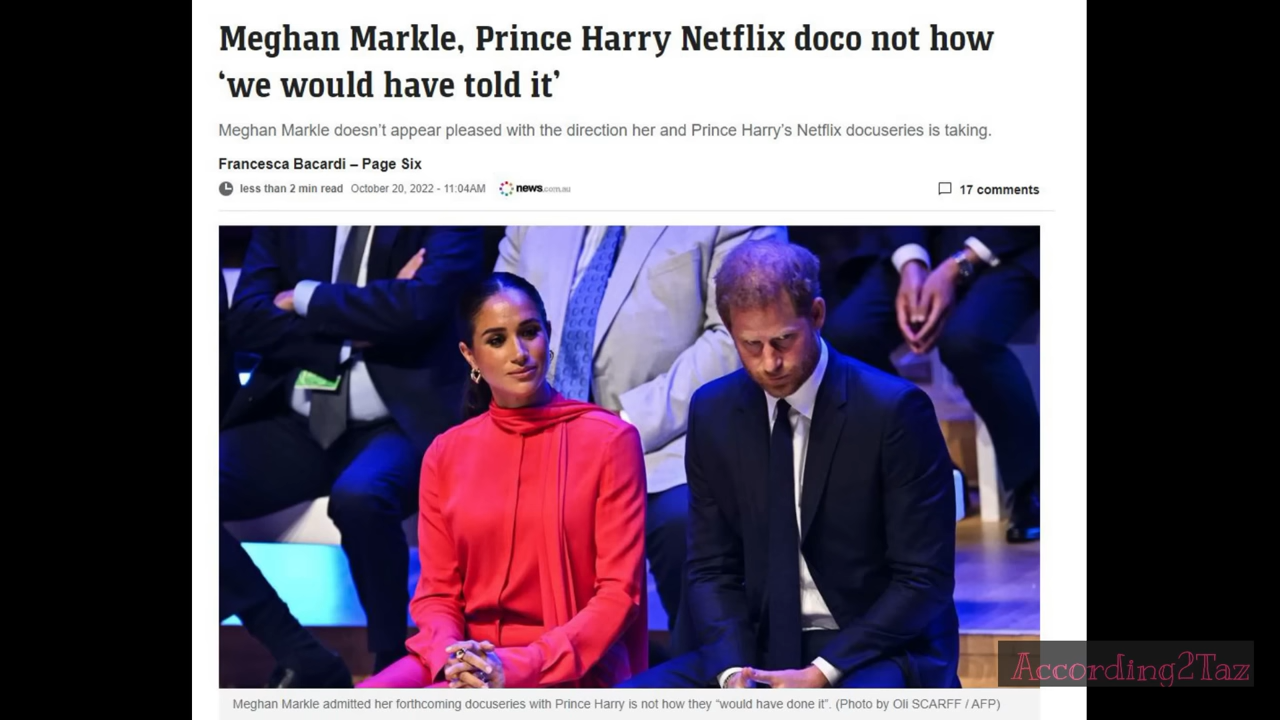 Meghan Markle, Prince Harry Netflix doco not how
‘we would have told it’
Meghan Markle doesn’t appear pleased with the direction her and Prince Harry’s Netflix docuseries is taking.
Francesca Bacardi – Page Six
less than 2 min read October 20, 2022 - 11:04AM news.com.au
17 comments
According2Taz
Meghan Markle admitted her forthcoming docuseries with Prince Harry is not how they “would have done it”. (Photo by Oli SCARFF / AFP)